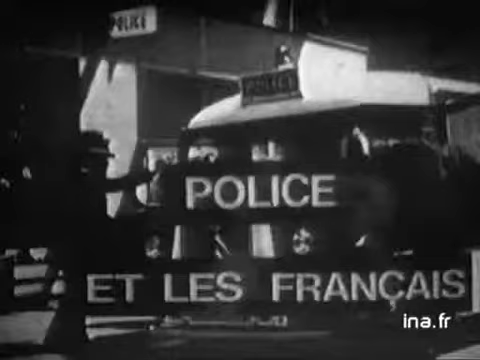 POLICE
POLICE
POLICE
ET LES FRANÇAIS
ina.fr